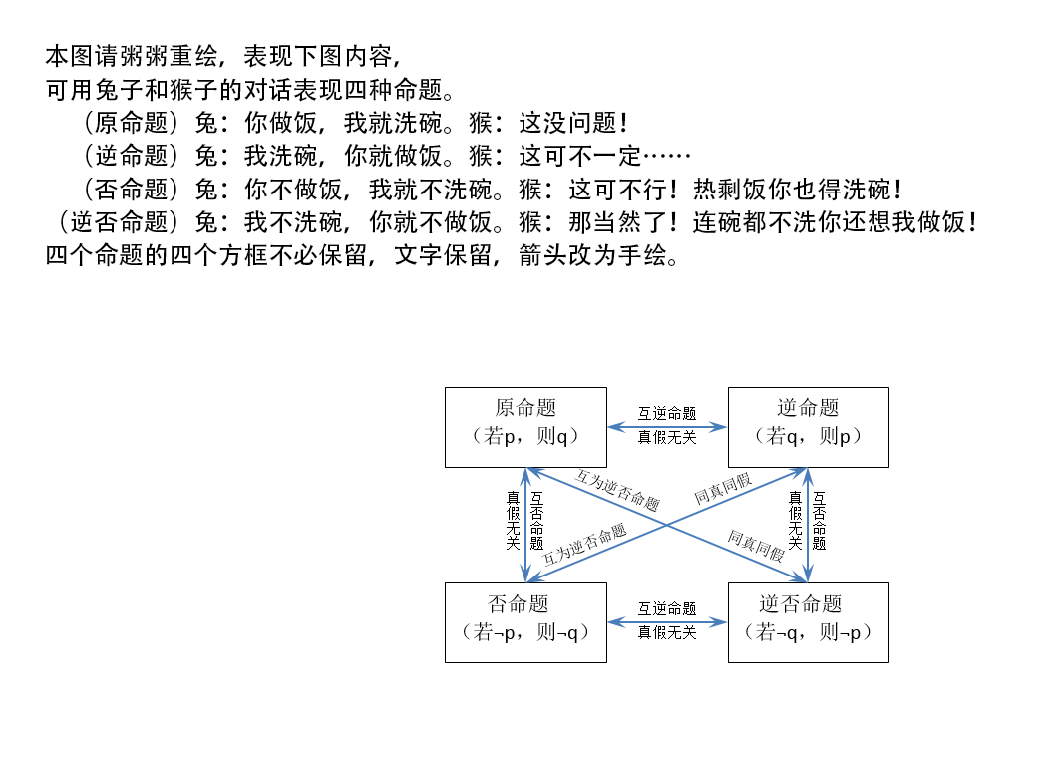 本图请粥粥重绘，表现下图内容，
可用兔子和猴子的对话表现四种命题。
（原命题）兔：你做饭，我就洗碗。猴：这没问题！
（逆命题）兔：我洗碗，你就做饭。猴：这可不一定……
（否命题）兔：你不做饭，我就不洗碗。猴：这可不行！热剩饭你也得洗碗！
（逆否命题）兔：我不洗碗，你就不做饭。猴：那当然了！连碗都不洗你还想我做饭！
四个命题的四个方框不必保留，文字保留，箭头改为手绘。
原命题
（若p，则q）
互逆命题
真假无关
逆命题
（若q，则p）
真假无关
互否命题
互为逆否命题
同真同假
互为逆否命题
同真同假
真假无关
互否命题
否命题
（若¬p，则¬q）
互逆命题
真假无关
逆否命题
（若¬q，则¬p）